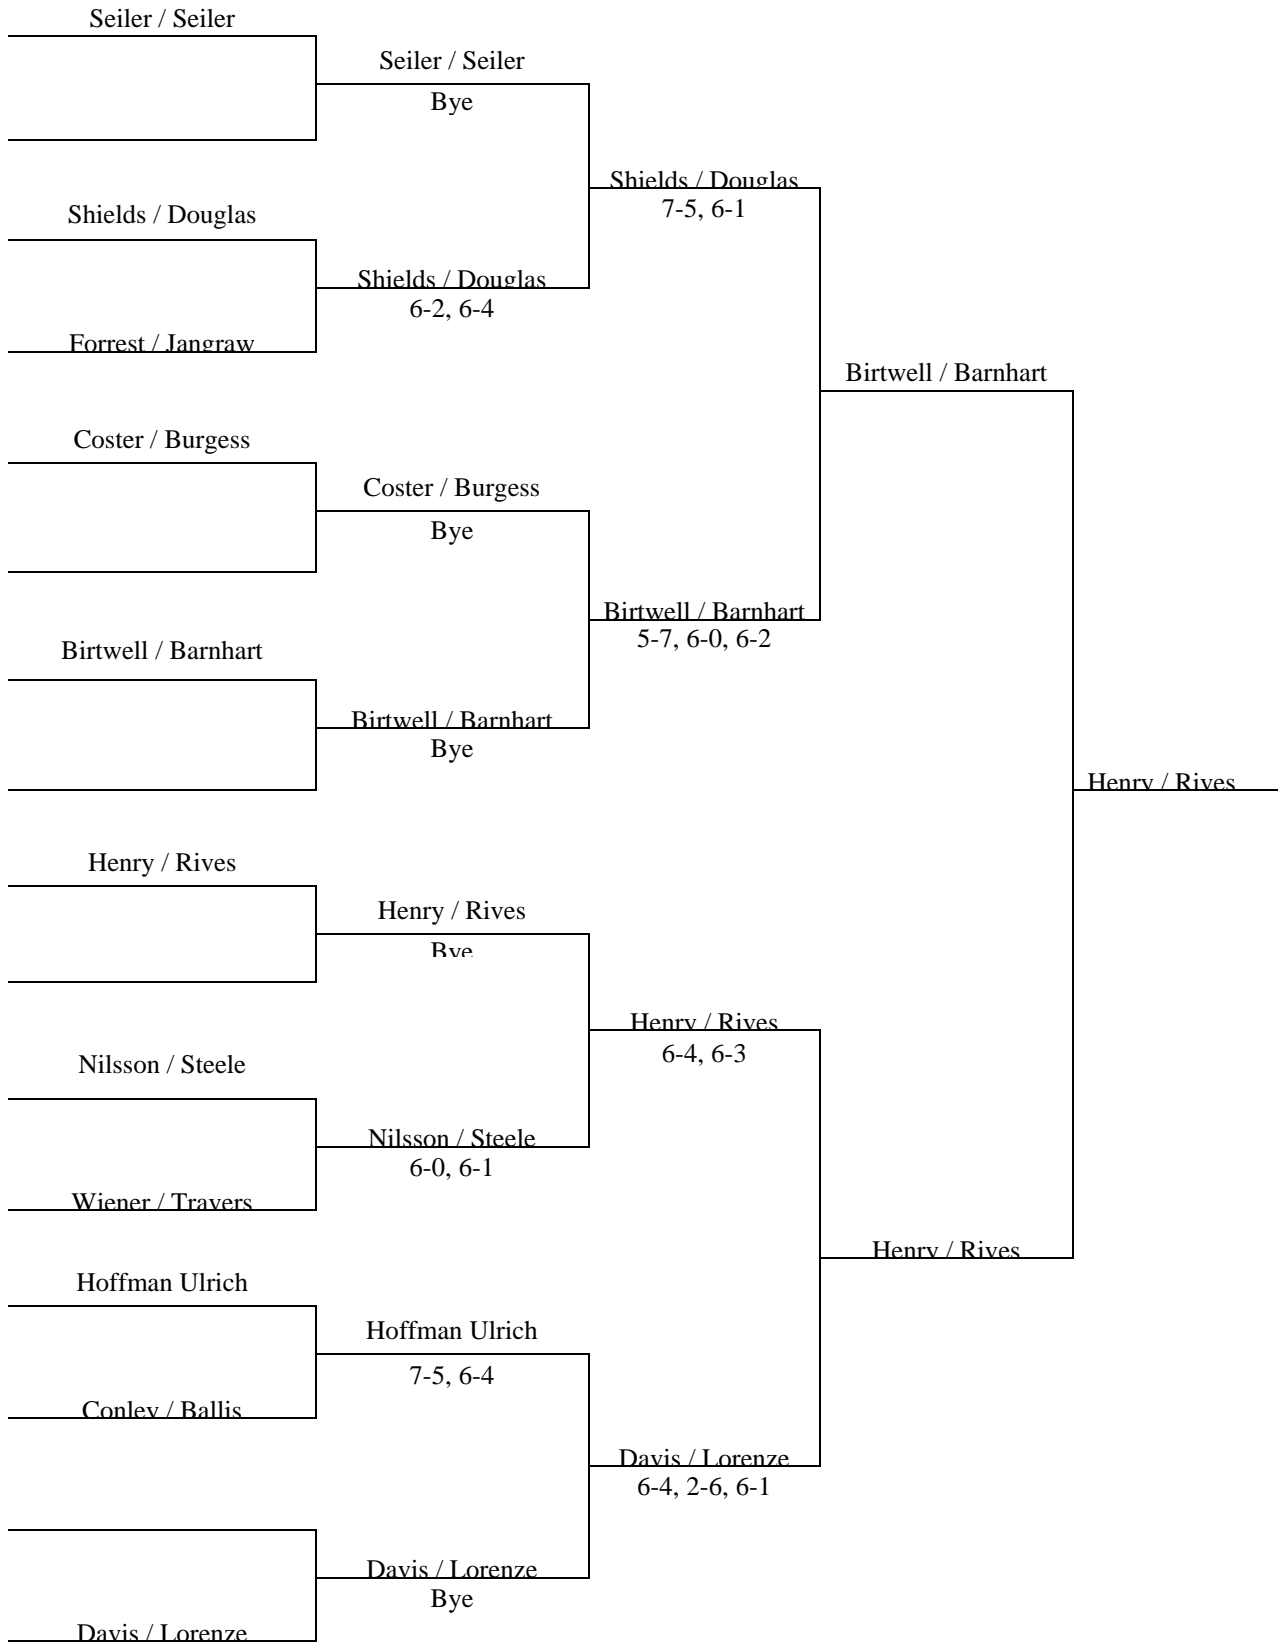 Seiler / Seiler
Seiler / Seiler
Bye
Shields / Douglas
7-5, 6-1
Shields / Douglas
Shields / Douglas
6-2, 6-4
Forrest / Jangraw
Birtwell / Barnhart
Coster / Burgess
Coster / Burgess
Bye
Birtwell / Barnhart
5-7, 6-0, 6-2
Birtwell / Barnhart
Birtwell / Barnhart
Bye
Henry / Rives
Henry / Rives
Henry / Rives
Bye
Henry / Rives
6-4, 6-3
Nilsson / Steele
Nilsson / Steele
6-0, 6-1
Wiener / Travers
Henry / Rives
Hoffman Ulrich
Hoffman Ulrich
7-5, 6-4
Conley / Ballis
Davis / Lorenze
6-4, 2-6, 6-1
Davis / Lorenze
Bye
Davis / Lorenze